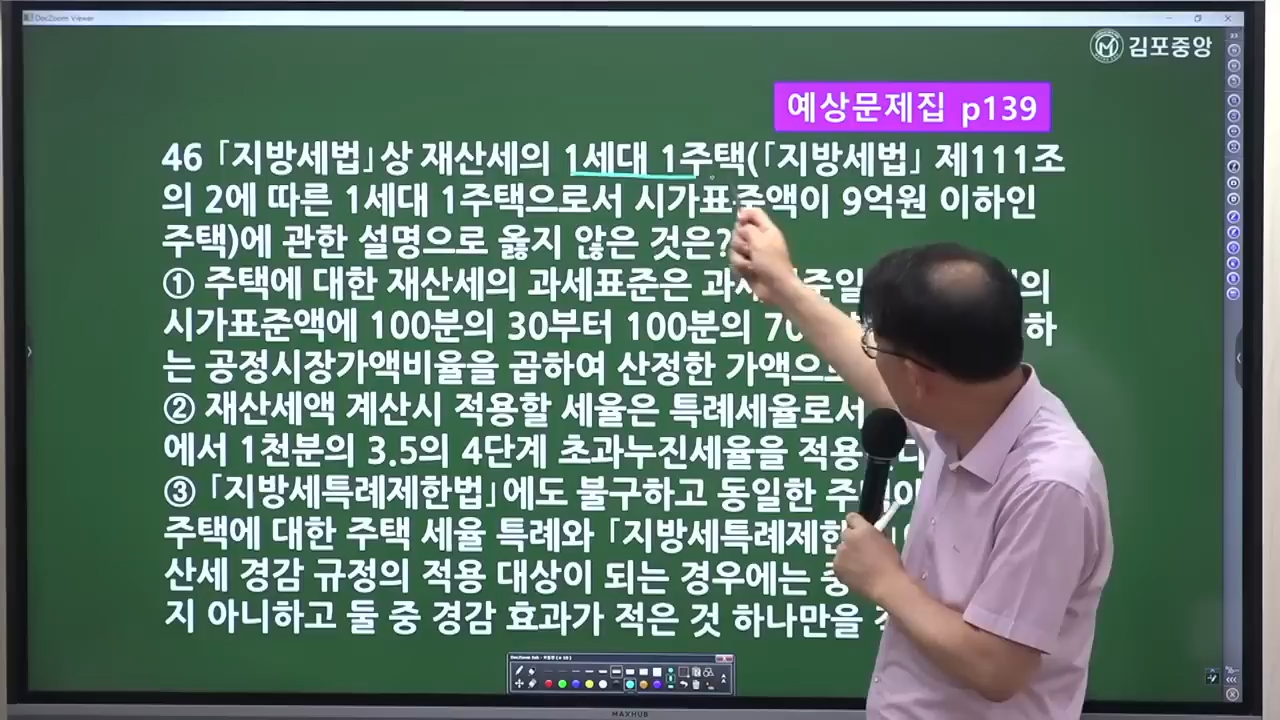 DocZoom Viewer
김포중앙
예상문제집 p139
46 「지방세법」상 재산세의 1세대 1주택(「지방세법」 제111조
의 2에 따른 1세대 1주택으로서 시가표준액이 9억원 이하인
주택)에 관한 설명으로 옳지 않은 것은?
① 주택에 대한 재산세의 과세표준은
시가표준액에 100분의 30부터 100분의 70 하
는 공정시장가액비율을 곱하여 산정한 가액으로
② 재산세액 계산시 적용할 세율은 특례세율로서
에서 1천분의 3.5의 4단계 초과누진세율을 적용
③ 「지방세특례제한법」에도 불구하고 동일한
주택에 대한 주택 세율 특례와 「지방세특례제한
산세 경감 규정의 적용 대상이 되는 경우에는
지 아니하고 둘 중 경감 효과가 적은 것 하나만을
MAXHUB